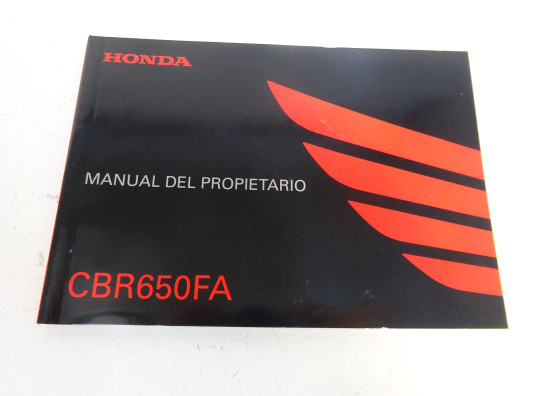 HONDA
MANUAL DEL PROPIETARIO
CBR650FA